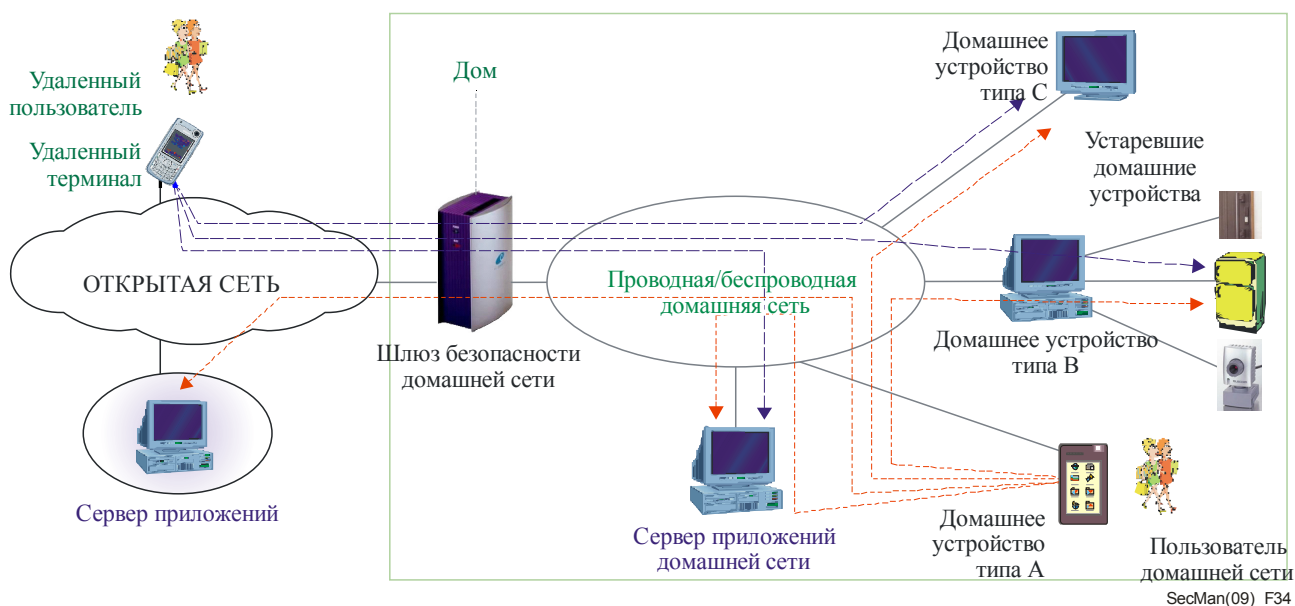 Удаленный
пользователь
Удаленный
терминал
ОТКРЫТАЯ СЕТЬ
Сервер приложений
Дом
Шлюз безопасности
домашней сети
Проводная/беспроводная
домашняя сеть
Сервер приложений
домашней сети
Домашнее
устройство
типа C
Устаревшие
домашние
устройства
Домашнее устройство
типа B
Домашнее
устройство
типа A
Пользователь
домашней сети
SecMan(09)_F34